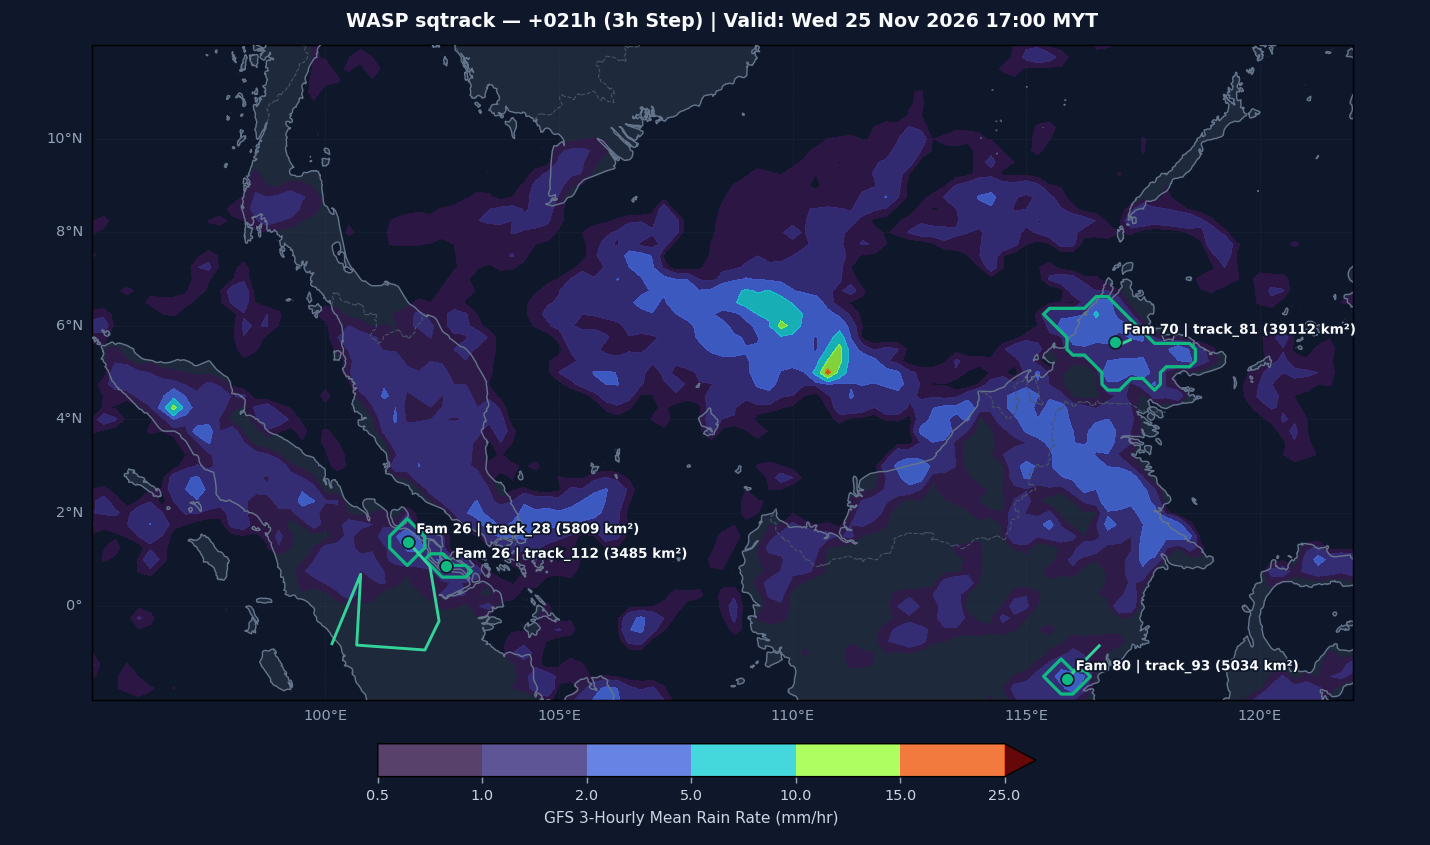 WASP sqtrack — +021h (3h Step) | Valid: Wed 25 Nov 2026 17:00 MYT
10°N
8°N
6°N
4°N
2°N
0°
Fam 70 | track_81 (39112 km²)
Fam 26 | track_28 (5809 km²)
Fam 26 | track_112 (3485 km²)
Fam 80 | track_93 (5034 km²)
100°E 105°E 110°E 115°E 120°E
0.5 1.0 2.0 5.0 10.0 15.0 25.0
GFS 3-Hourly Mean Rain Rate (mm/hr)